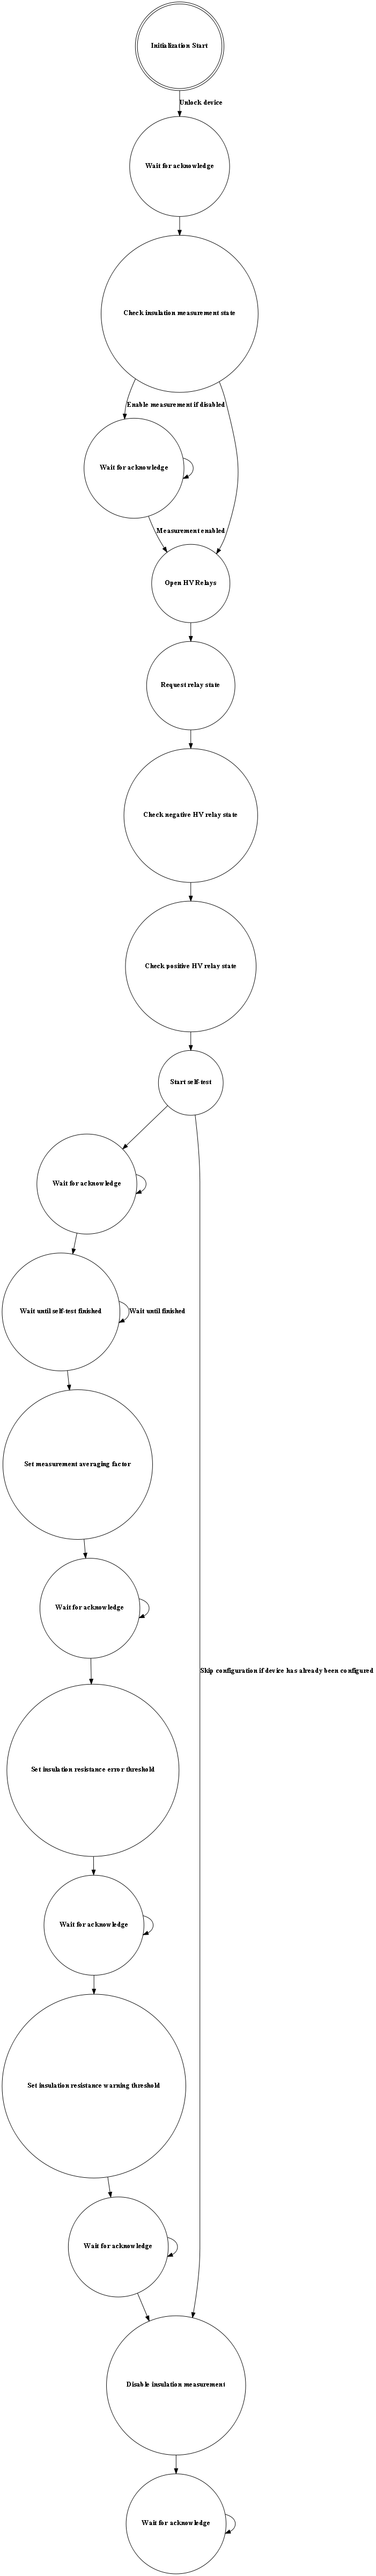 Initialization Start
Unlock device
Wait for acknowledge
Check insulation measurement state
Enable measurement if disabled
Wait for acknowledge
Measurement enabled
Open HV Relays
Request relay state
Check negative HV relay state
Check positive HV relay state
Start self-test
Wait for acknowledge
Wait until self-test finished
Wait until finished
Set measurement averaging factor
Wait for acknowledge
Skip configuration if device has already been configured
Set insulation resistance error threshold
Wait for acknowledge
Set insulation resistance warning threshold
Wait for acknowledge
Disable insulation measurement
Wait for acknowledge